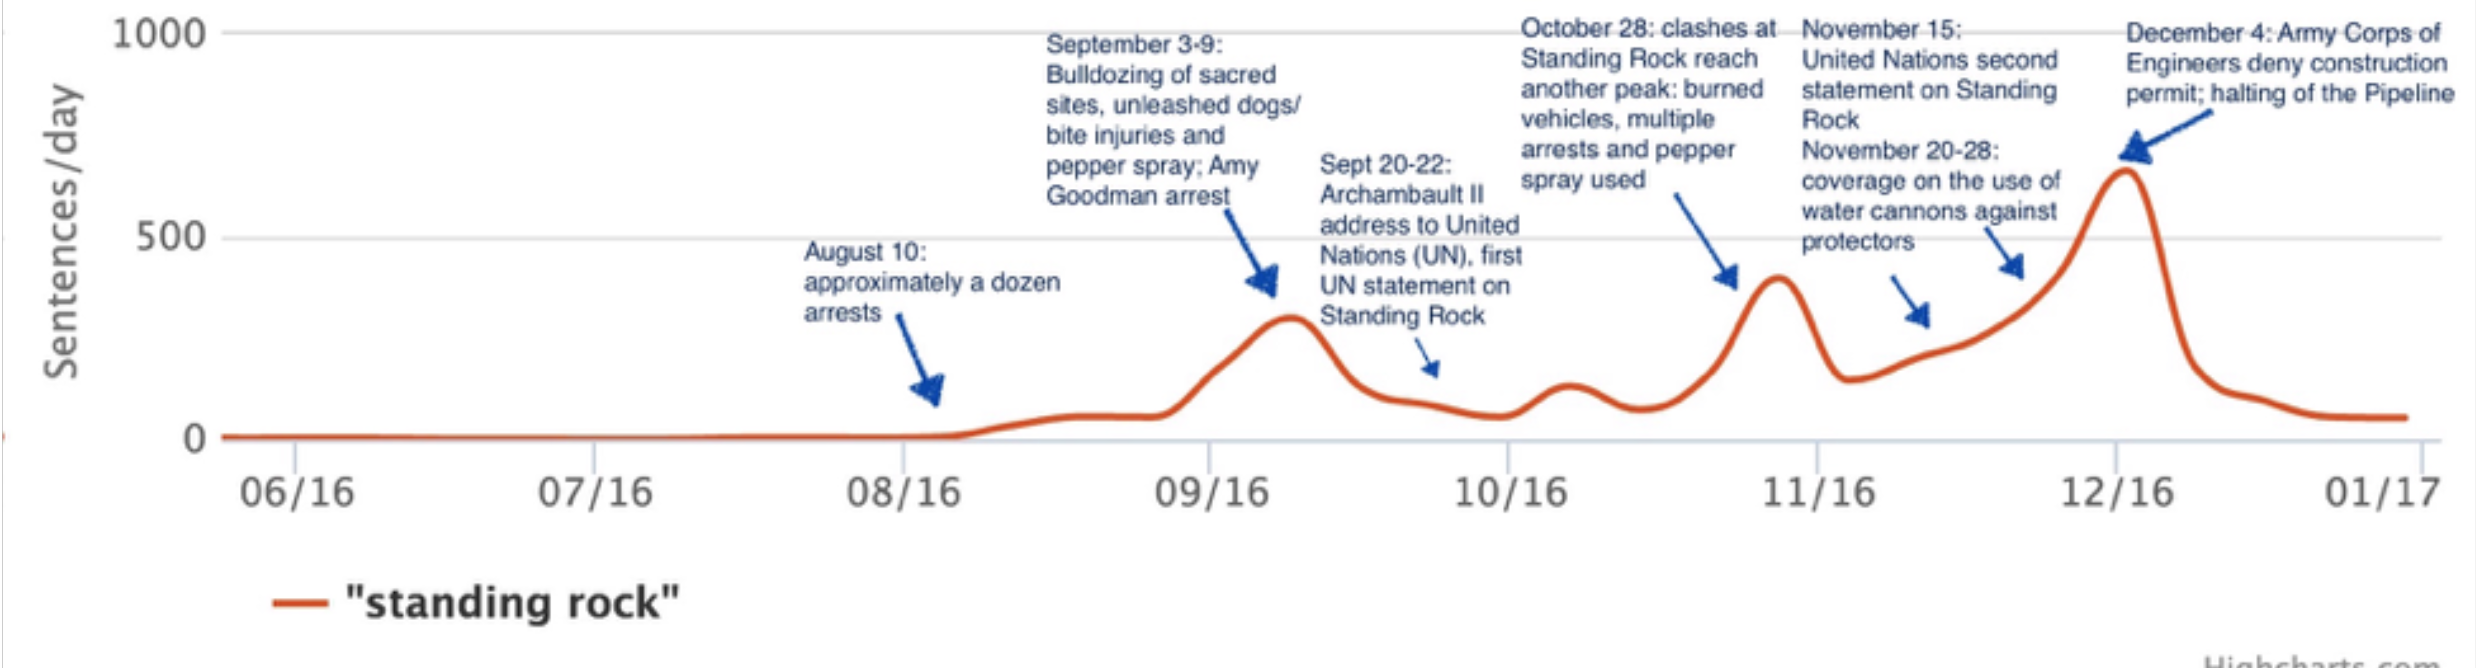 1000
500
0
Sentences/day
August 10:
approximately a dozen
arrests
September 3-9:
Bulldozing of sacred
sites, unleashed dogs/
bite injuries and
pepper spray; Amy
Goodman arrest
Sept 20-22:
Archambault II
address to United
Nations (UN), first
UN statement on
Standing Rock
October 28: clashes at
Standing Rock reach
another peak: burned
vehicles, multiple
arrests and pepper
spray used
November 15:
United Nations second
statement on Standing
Rock
November 20-28:
coverage on the use of
water cannons against
protectors
December 4: Army Corps of
Engineers deny construction
permit; halting of the Pipeline
06/16
07/16
08/16
09/16
10/16
11/16
12/16
01/17
"standing rock"
Highcharts.com